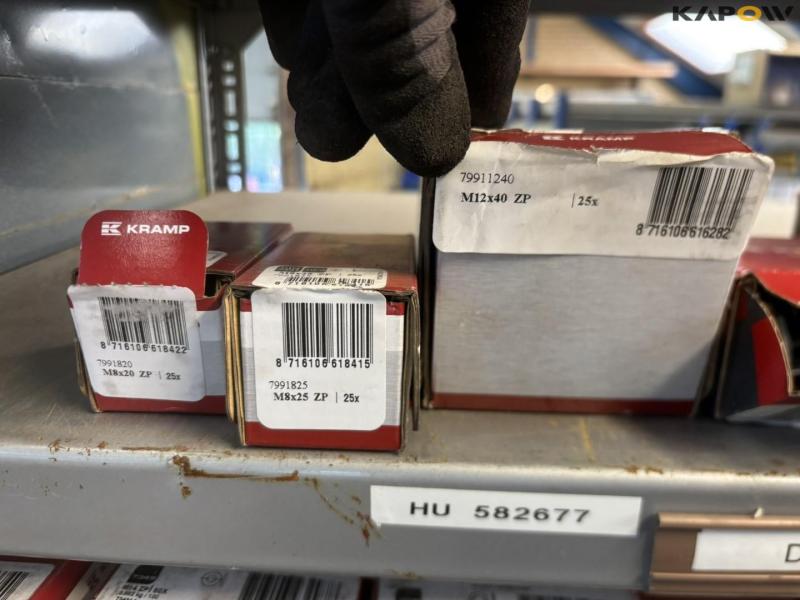 KAPOW
KRAMP
79911240
M12x40 ZP | 25x
8 716106 616282
KRAMP
8 716106 618422
7991820
M8x20 ZP | 25x
8 716106 618415
7991825
M8x25 ZP | 25x
HU 582677